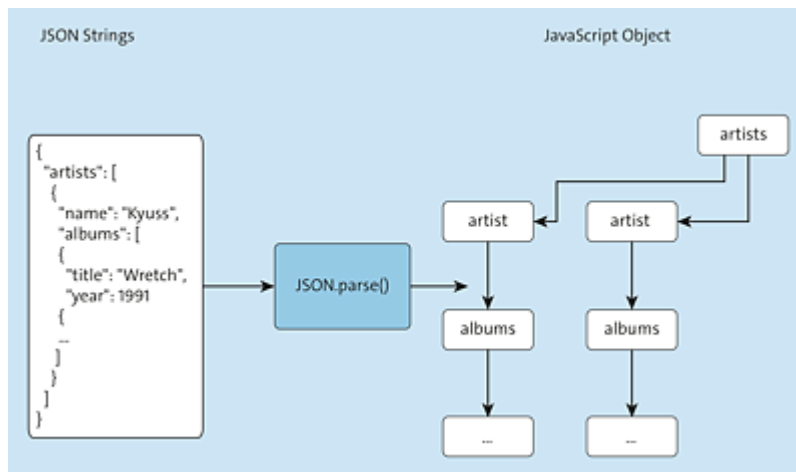 JSON Strings
JavaScript Object
{
"artists": [
{
"name": "Kyuss",
"albums": [
{
"title": "Wretch",
"year": 1991
{
...
]
}
]
}
JSON.parse()
artists
artist
artist
albums
albums
...
...